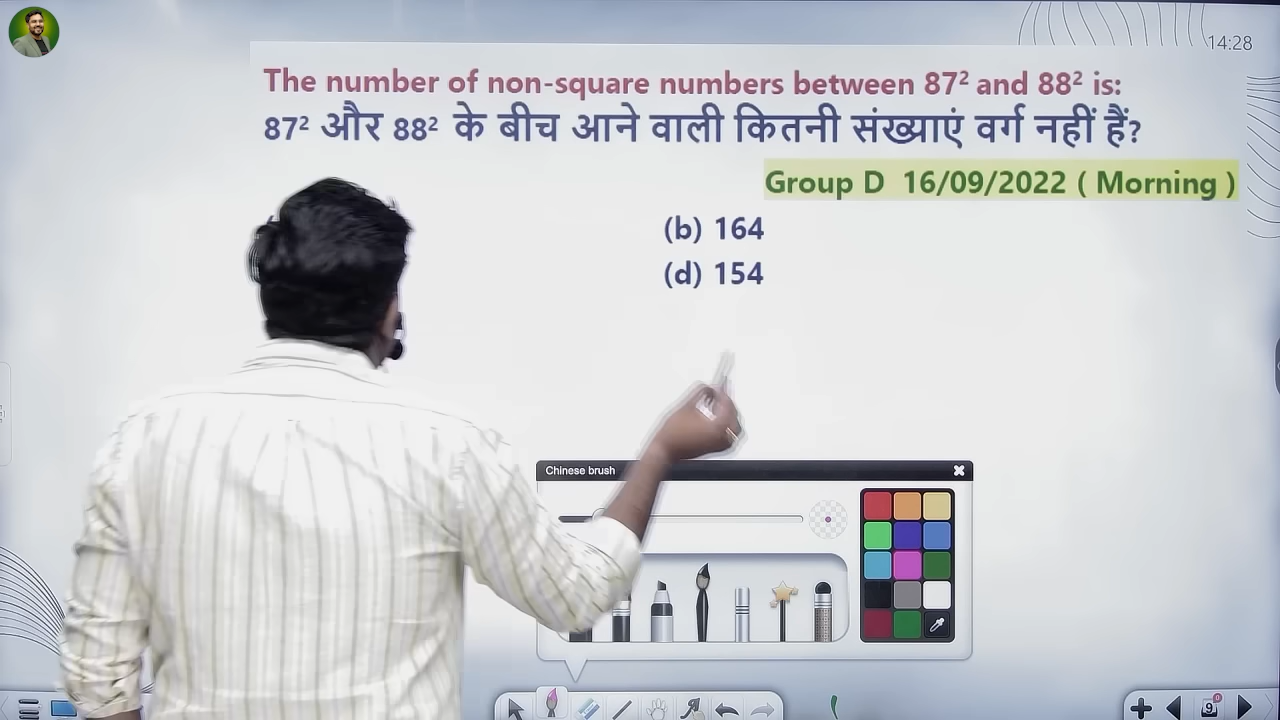 14:28
The number of non-square numbers between 87² and 88² is:
87² और 88² के बीच आने वाली कितनी संख्याएं वर्ग नहीं हैं?
Group D 16/09/2022 ( Morning )
(b) 164
(d) 154
Chinese brush
9